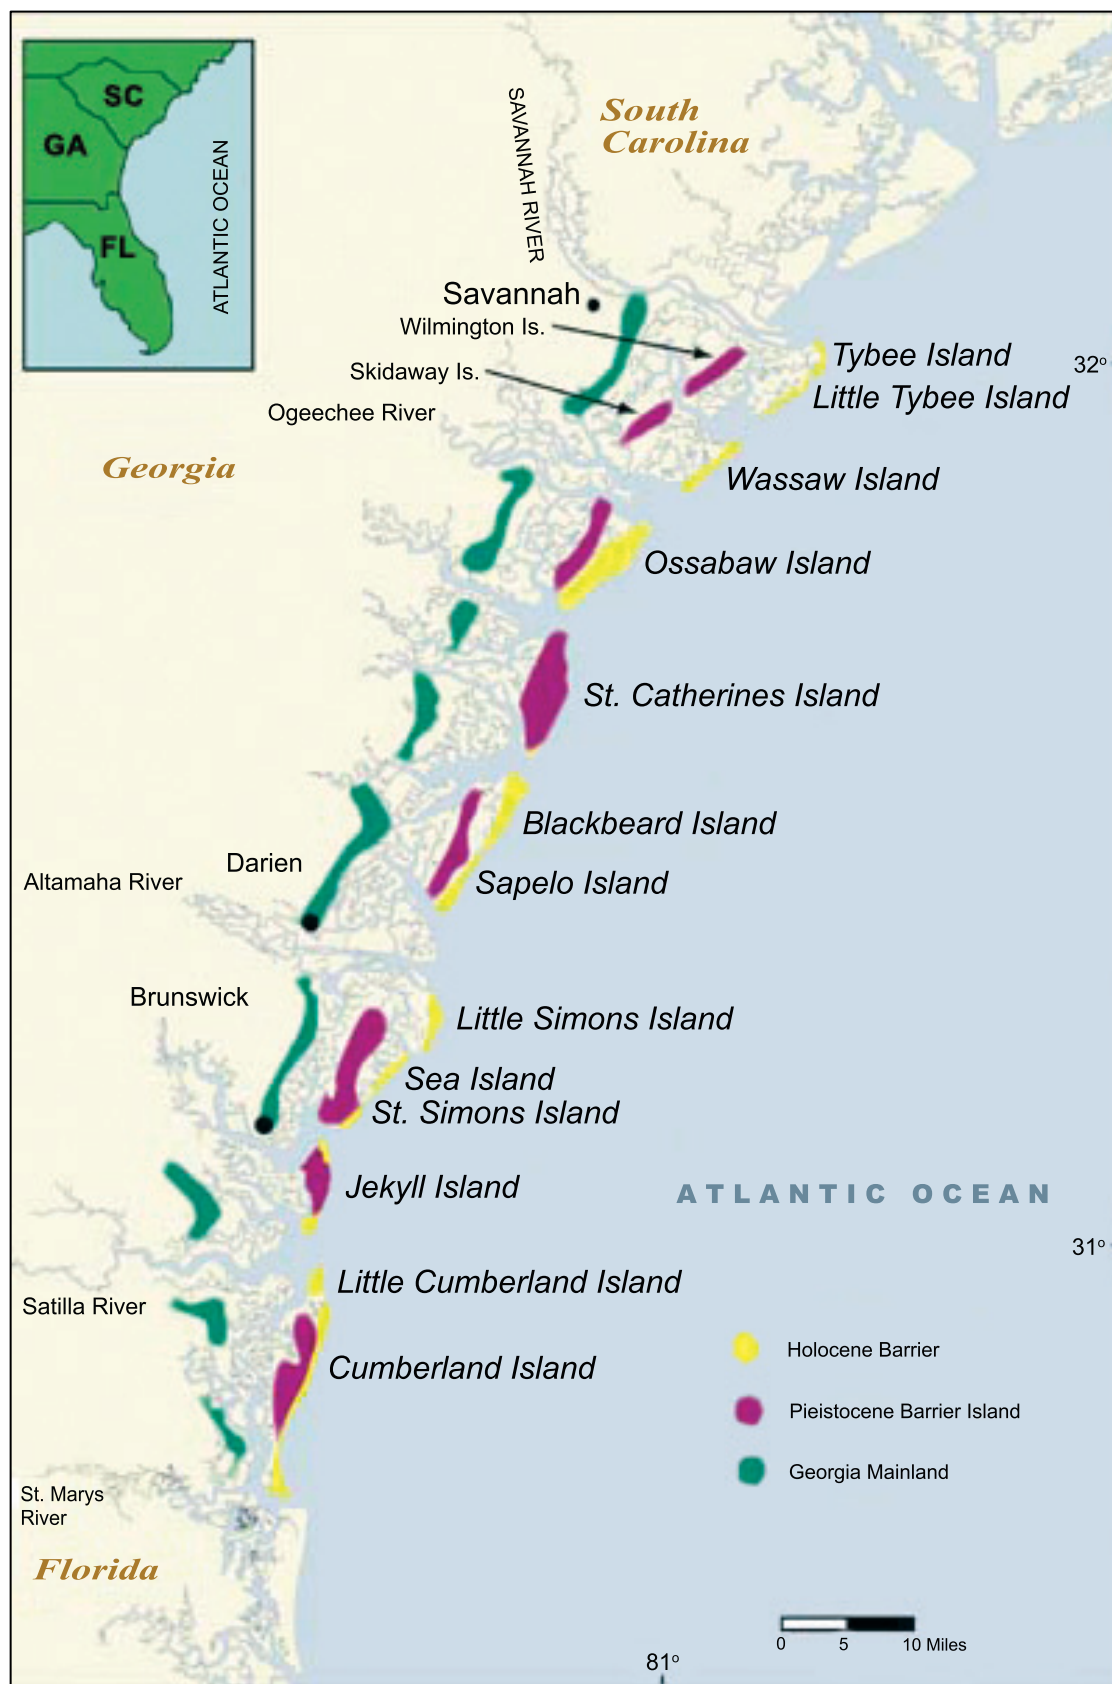 SC
GA
FL
ATLANTIC OCEAN
SAVANNAH RIVER
South
Carolina
Savannah
Wilmington Is.
Skidaway Is.
Ogeechee River
Georgia
Tybee Island
32°
Little Tybee Island
Wassaw Island
Ossabaw Island
St. Catherines Island
Blackbeard Island
Darien
Altamaha River
Sapelo Island
Brunswick
Little Simons Island
Sea Island
St. Simons Island
Jekyll Island
ATLANTIC OCEAN
31°
Little Cumberland Island
Satilla River
Cumberland Island
Holocene Barrier
Pieistocene Barrier Island
Georgia Mainland
St. Marys
River
Florida
0 5 10 Miles
81°